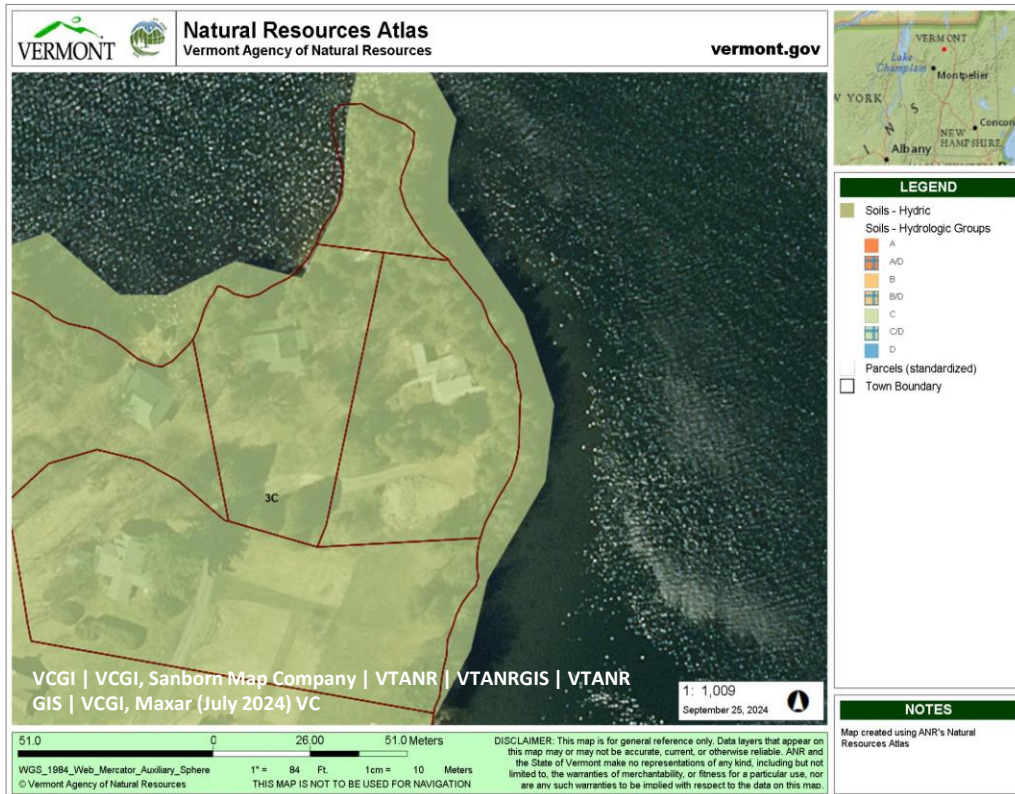 VERMONT
Natural Resources Atlas
Vermont Agency of Natural Resources
vermont.gov
VERMONT
Lake
Champlain
Montpelier
W YORK
NEW
HAMPSHIRE
Concord
Albany
I N S
LEGEND
Soils - Hydric
Soils - Hydrologic Groups
A
A/D
B
B/D
C
C/D
D
Parcels (standardized)
Town Boundary
3C
VCGI | VCGI, Sanborn Map Company | VTANR | VTANRGIS | VTANR
GIS | VCGI, Maxar (July 2024) VC
1: 1,009
September 25, 2024
NOTES
Map created using ANR's Natural
Resources Atlas
51.0 0 26.00 51.0 Meters
WGS_1984_Web_Mercator_Auxiliary_Sphere 1" = 84 Ft. 1cm = 10 Meters
© Vermont Agency of Natural Resources THIS MAP IS NOT TO BE USED FOR NAVIGATION
DISCLAIMER: This map is for general reference only. Data layers that appear on
this map may or may not be accurate, current, or otherwise reliable. ANR and
the State of Vermont make no representations of any kind, including but not
limited to, the warranties of merchantability, or fitness for a particular use, nor
are any such warranties to be implied with respect to the data on this map.